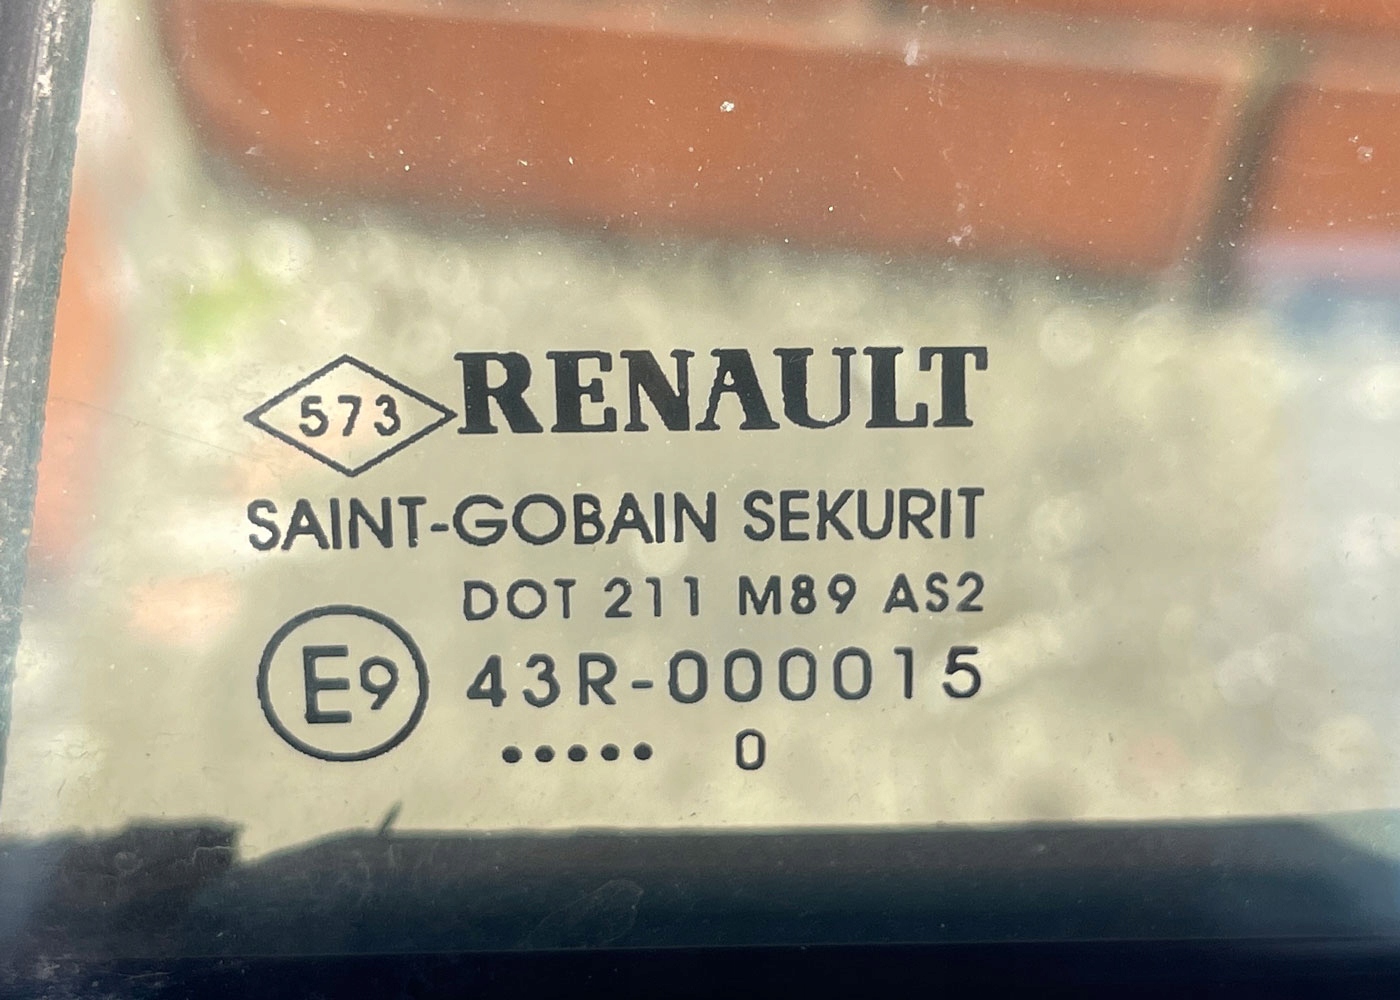 573 RENAULT
SAINT-GOBAIN SEKURIT
DOT 211 M89 AS2
E9 43R-000015
••••• 0